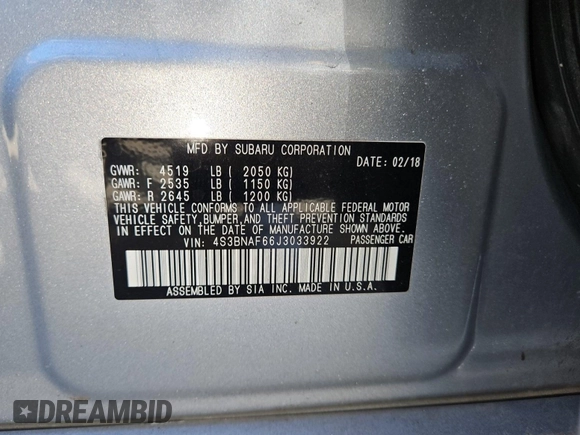 MFD BY SUBARU CORPORATION
DATE: 02/18
GVWR: 4519 LB ( 2050 KG)
GAWR: F 2535 LB ( 1150 KG)
GAWR: R 2645 LB ( 1200 KG)
THIS VEHICLE CONFORMS TO ALL APPLICABLE FEDERAL MOTOR
VEHICLE SAFETY, BUMPER, AND THEFT PREVENTION STANDARDS
IN EFFECT ON THE DATE OF MANUFACTURE SHOWN ABOVE.
VIN: 4S3BNAF66J3033922 PASSENGER CAR
ASSEMBLED BY SIA INC. MADE IN U.S.A.
DREAMBID